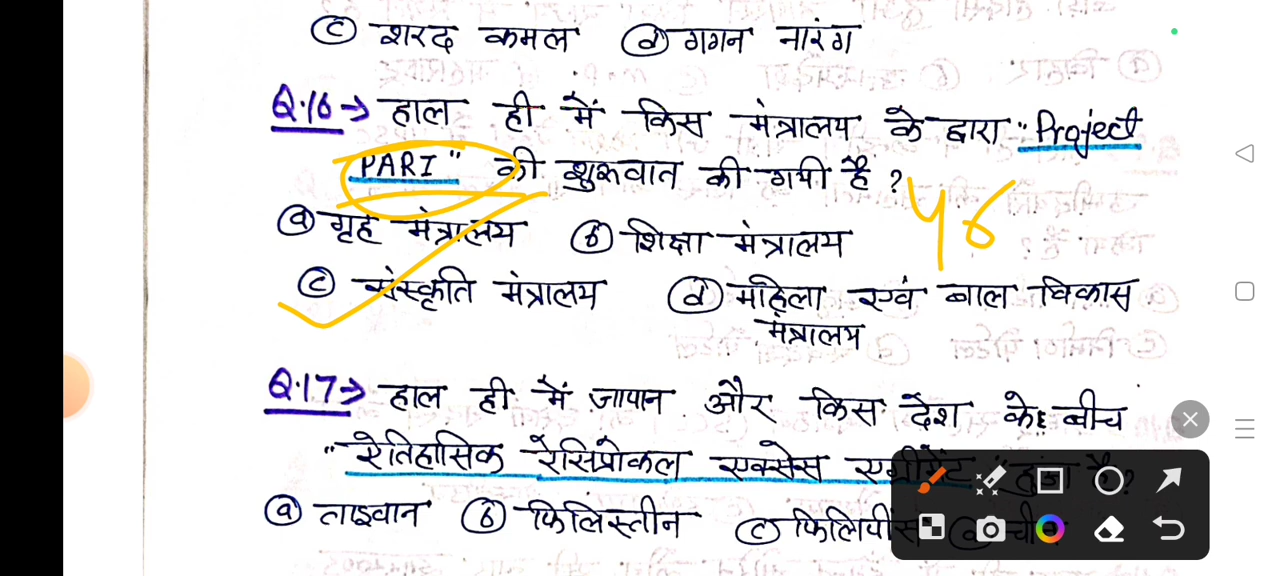 ⓒ शरद कमल ⓓ गगन नारंग
Q.16→ हाल ही में किस मंत्रालय के द्वारा "Project
PARI" की शुरुवात की गयी है ?
ⓐ गृह मंत्रालय ⓑ शिक्षा मंत्रालय
ⓒ संस्कृति मंत्रालय ⓓ महिला एवं बाल विकास
मंत्रालय
Q.17→ हाल ही में जापान और किस देश के बीच
"ऐतिहासिक रेसिप्रोकल एक्सेस एग्रीमेंट" हुआ है ?
ⓐ ताइवान ⓑ फिलिस्तीन ⓒ फिलिपींस ⓓ चीन